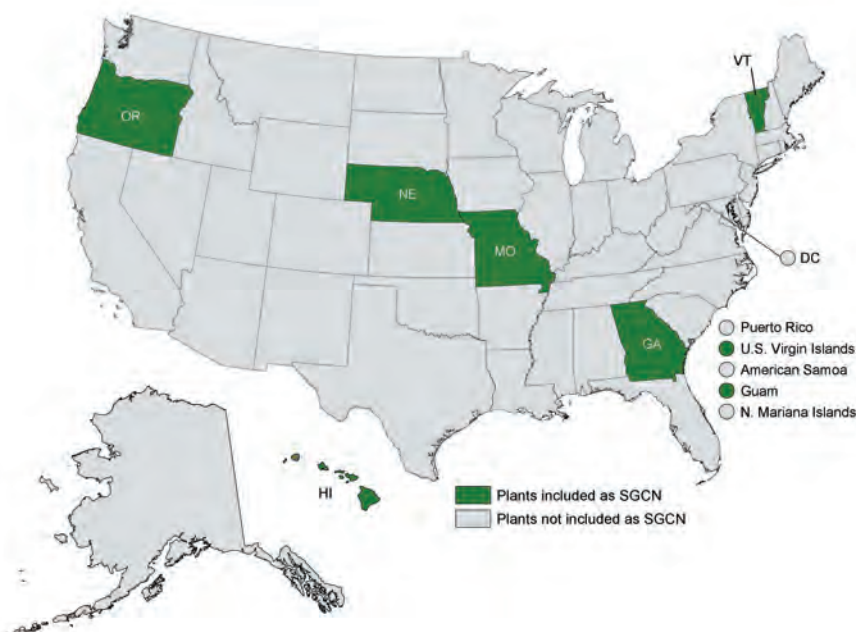 VT
OR
NE
MO
DC
GA
Puerto Rico
U.S. Virgin Islands
American Samoa
Guam
N. Mariana Islands
HI
Plants included as SGCN
Plants not included as SGCN